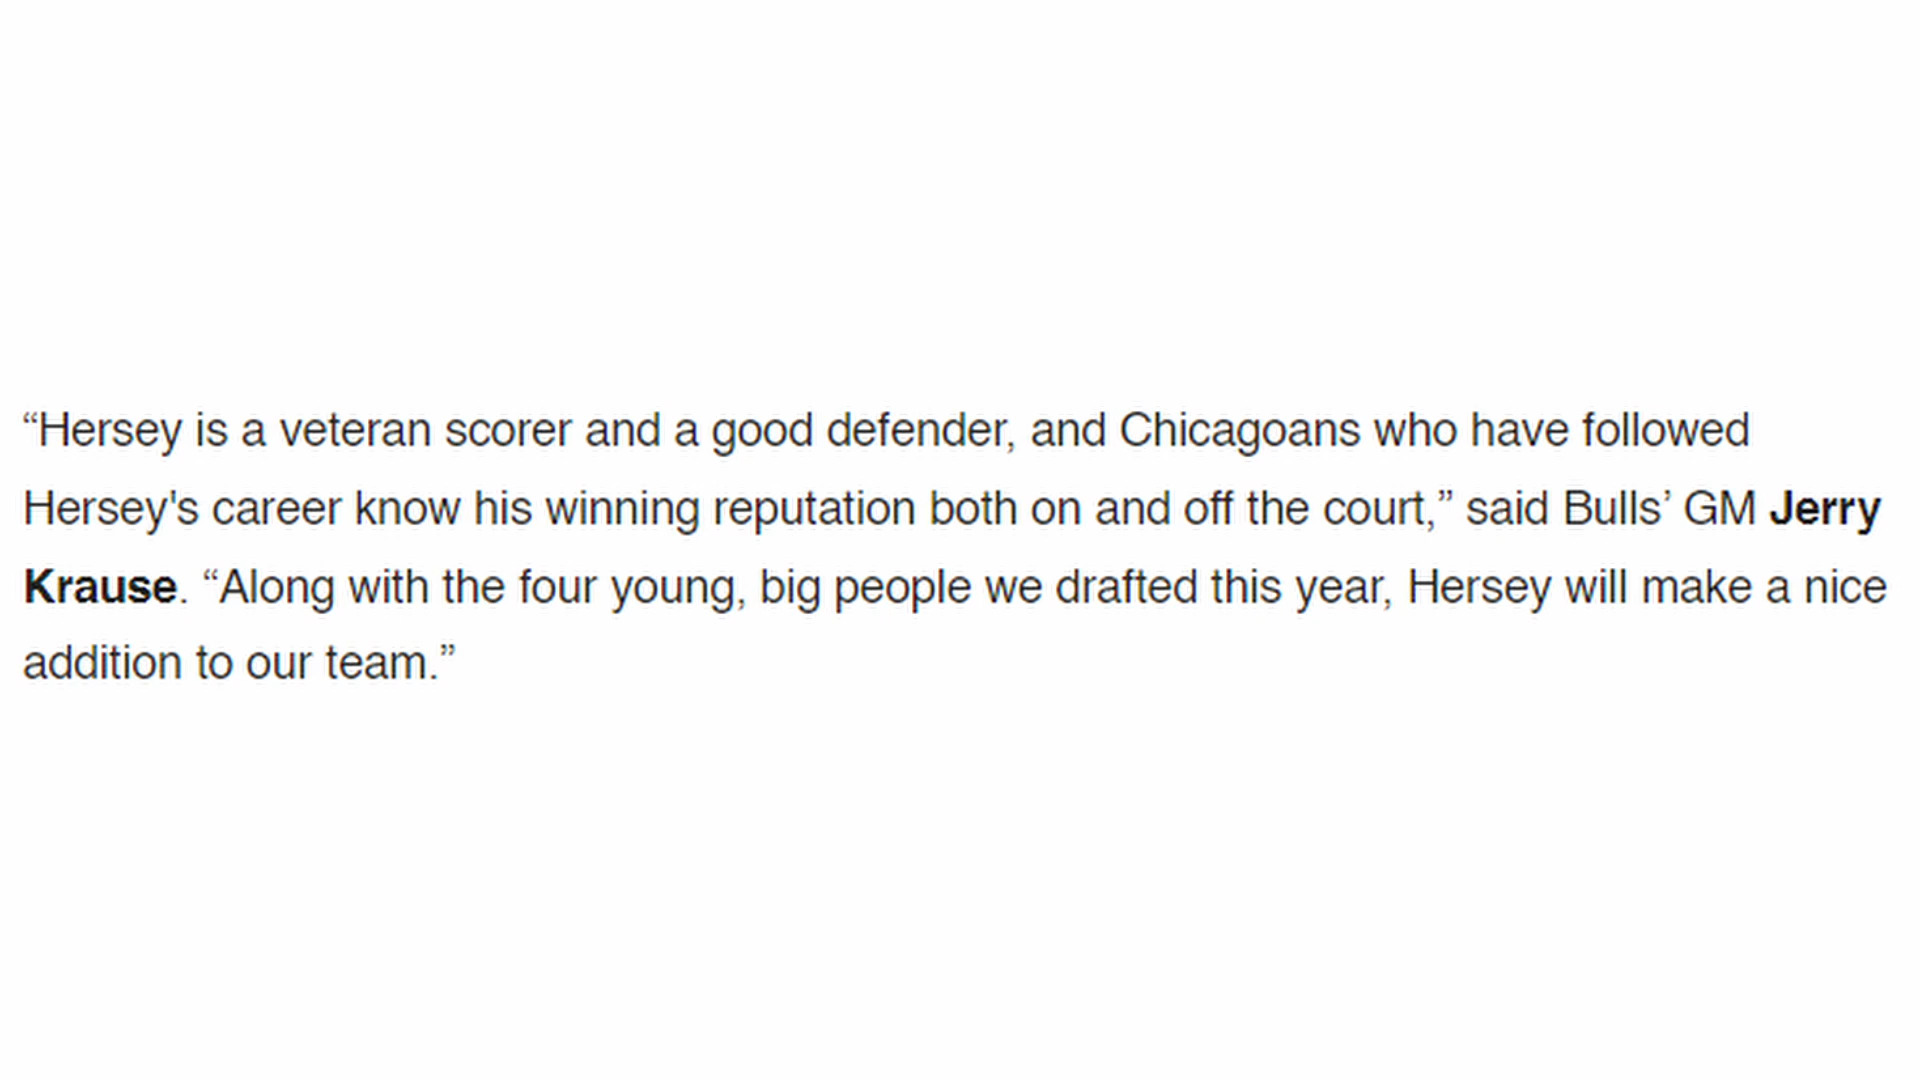 “Hersey is a veteran scorer and a good defender, and Chicagoans who have followed
Hersey's career know his winning reputation both on and off the court,” said Bulls’ GM Jerry
Krause. “Along with the four young, big people we drafted this year, Hersey will make a nice
addition to our team.”